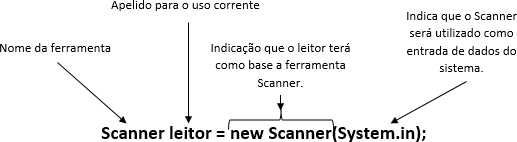 Apelido para o uso corrente
Indica que o Scanner
será utilizado como
entrada de dados do
sistema.
Nome da ferramenta
Indicação que o leitor terá
como base a ferramenta
Scanner.
Scanner leitor = new Scanner(System.in);